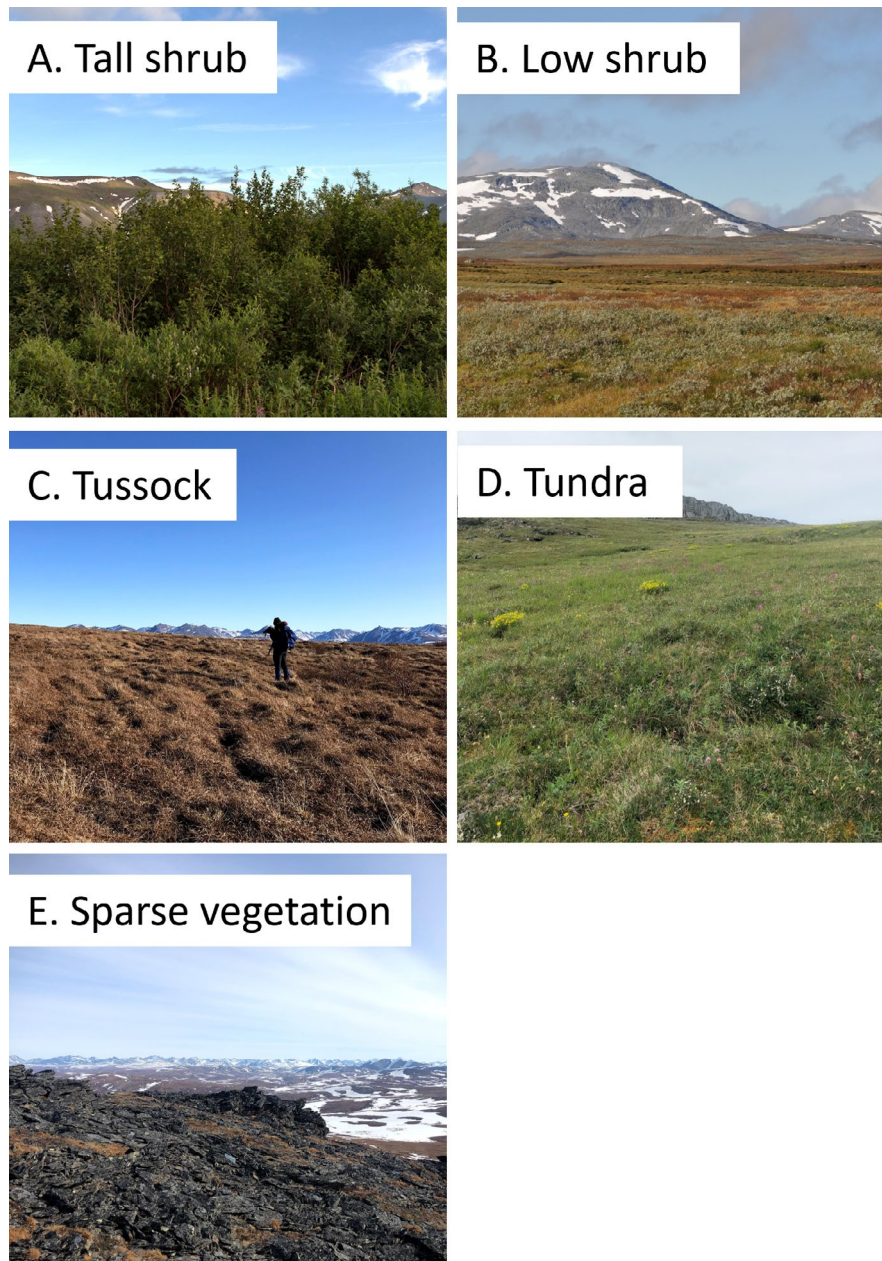 A. Tall shrub
B. Low shrub
C. Tussock
D. Tundra
E. Sparse vegetation